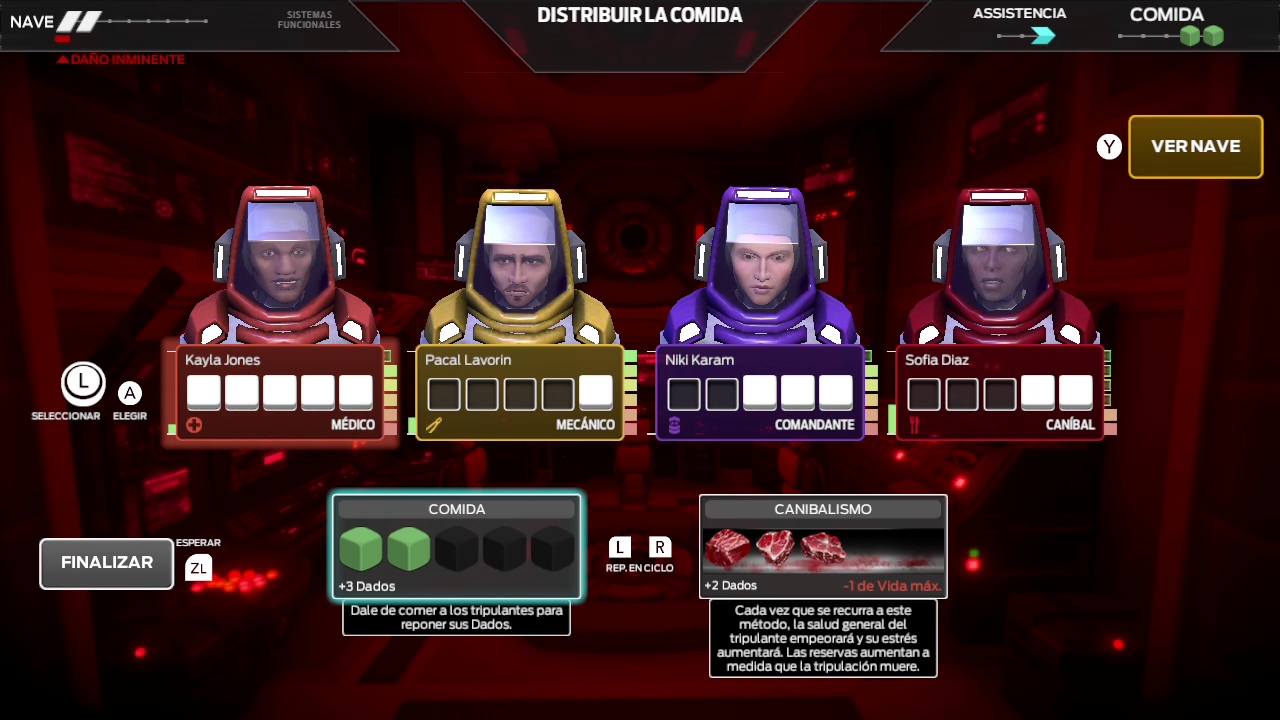 NAVE
SISTEMAS
FUNCIONALES
DISTRIBUIR LA COMIDA
ASSISTENCIA
COMIDA
DAÑO INMINENTE
Y
VER NAVE
Kayla Jones
MÉDICO
Pacal Lavorin
MECÁNICO
Niki Karam
COMANDANTE
Sofia Diaz
CANÍBAL
L
SELECCIONAR
A
ELEGIR
FINALIZAR
ESPERAR
ZL
COMIDA
+3 Dados
Dale de comer a los tripulantes para
reponer sus Dados.
L R
REP. EN CICLO
CANIBALISMO
+2 Dados -1 de Vida máx.
Cada vez que se recurra a este
método, la salud general del
tripulante empeorará y su estrés
aumentará. Las reservas aumentan a
medida que la tripulación muere.